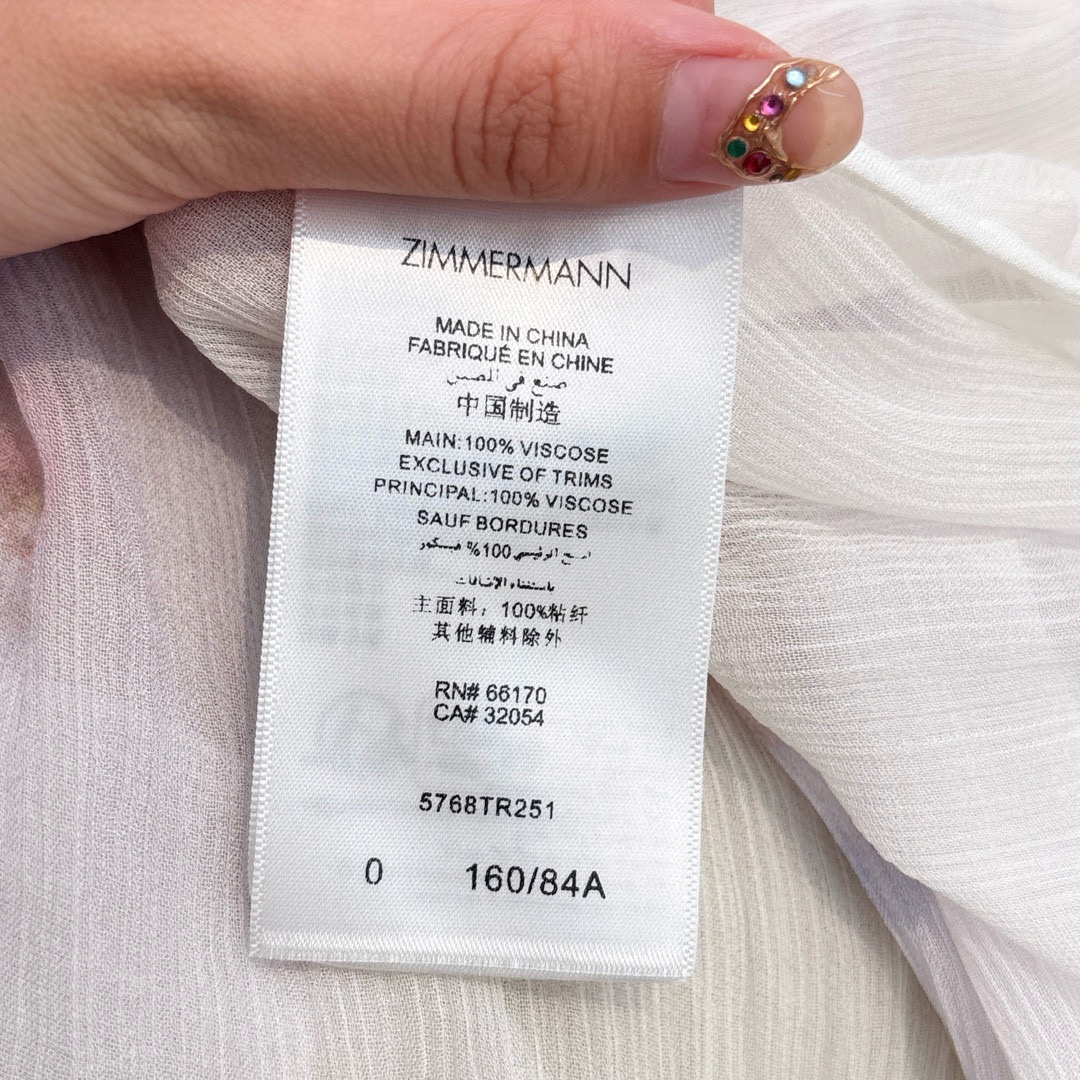 ZIMMERMANN
MADE IN CHINA
FABRIQUÉ EN CHINE
صنع في الصين
中国制造
MAIN:100% VISCOSE
EXCLUSIVE OF TRIMS
PRINCIPAL:100% VISCOSE
SAUF BORDURES
%100
主面料: 100%粘纤
其他辅料除外
RN# 66170
CA# 32054
5768TR251
0 160/84A